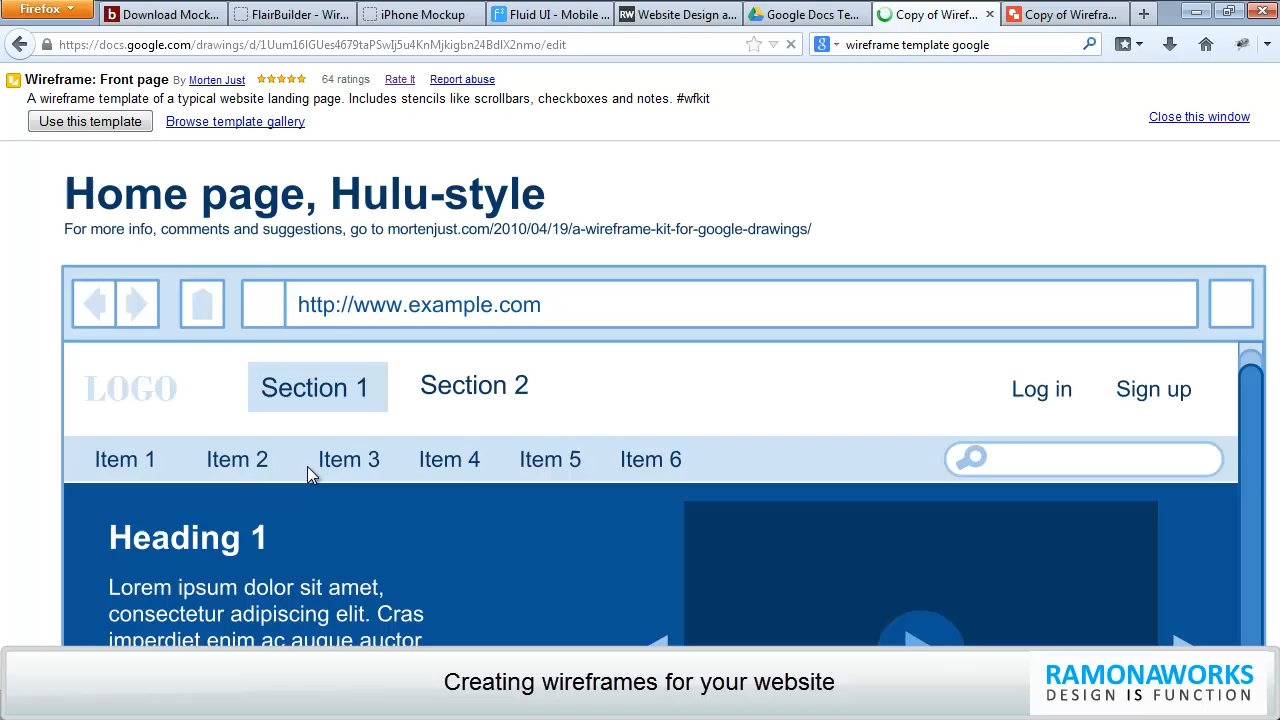 Firefox
Download Mock...
FlairBuilder - Wir...
iPhone Mockup
Fluid UI - Mobile ...
RW Website Design a...
Google Docs Te...
Copy of Wiref...
Copy of Wirefra...
https://docs.google.com/drawings/d/1Uum16IGUes4679taPSwIj5u4KnMjkigbn24BdIX2nmo/edit
wireframe template google
Wireframe: Front page By Morten Just 64 ratings Rate It Report abuse
A wireframe template of a typical website landing page. Includes stencils like scrollbars, checkboxes and notes. #wfkit
Use this template Browse template gallery
Close this window
Home page, Hulu-style
For more info, comments and suggestions, go to mortenjust.com/2010/04/19/a-wireframe-kit-for-google-drawings/
http://www.example.com
LOGO Section 1 Section 2 Log in Sign up
Item 1 Item 2 Item 3 Item 4 Item 5 Item 6
Heading 1
Lorem ipsum dolor sit amet,
consectetur adipiscing elit. Cras
imperdiet enim ac augue auctor
Creating wireframes for your website
RAMONAWORKS
DESIGN IS FUNCTION